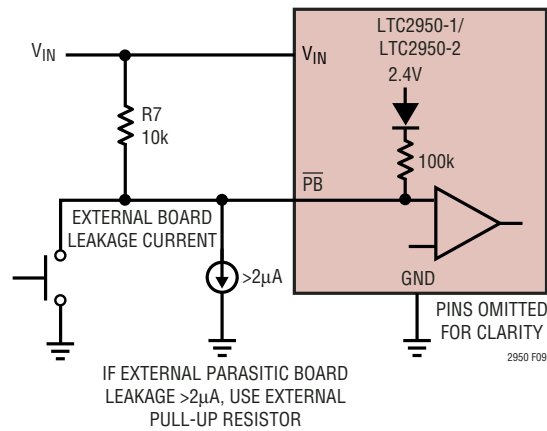 LTC2950-1/
LTC2950-2
V_IN
V_IN
2.4V
R7
10k
100k
PB
EXTERNAL BOARD
LEAKAGE CURRENT
>2µA
GND
PINS OMITTED
FOR CLARITY
2950 F09
IF EXTERNAL PARASITIC BOARD
LEAKAGE >2µA, USE EXTERNAL
PULL-UP RESISTOR